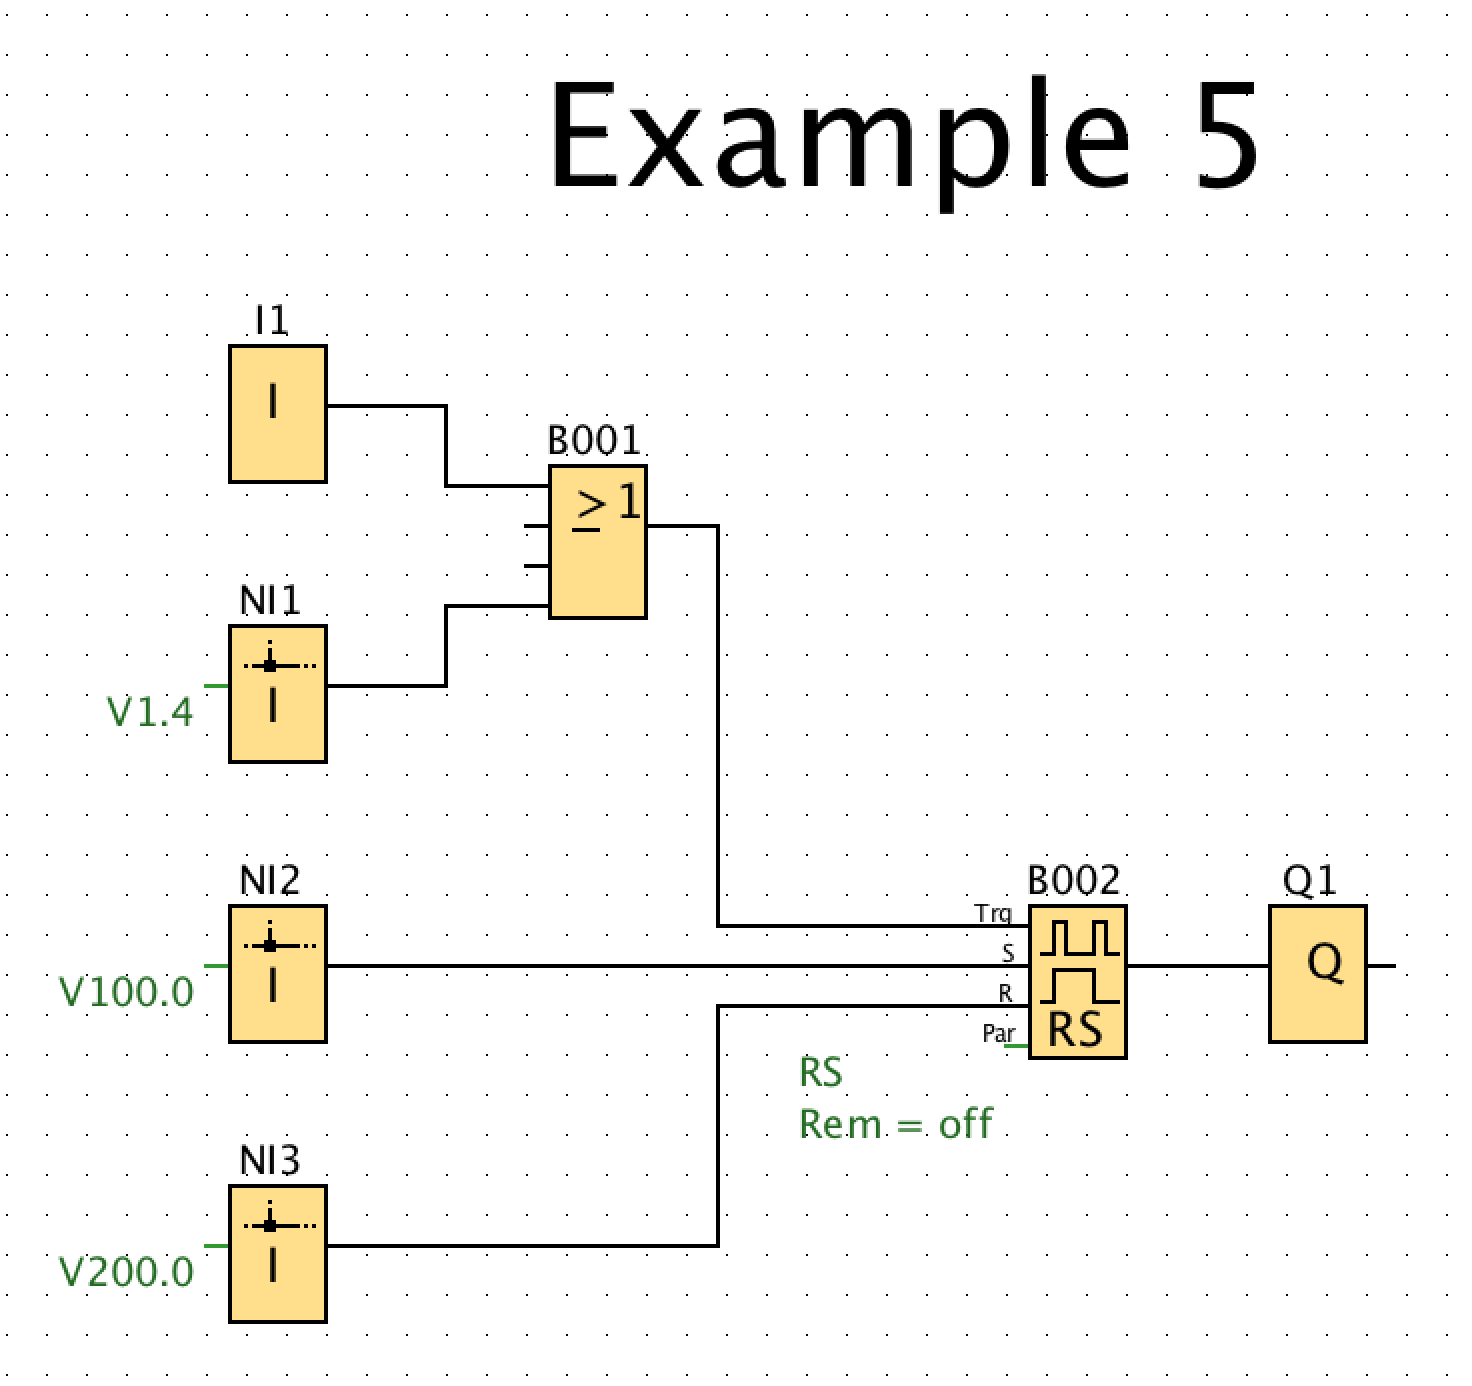 Example 5
I1
I
B001
≥1
NI1
I
V1.4
NI2
I
V100.0
B002
Trg
S
R
Par
RS
Q1
Q
RS
Rem = off
NI3
I
V200.0